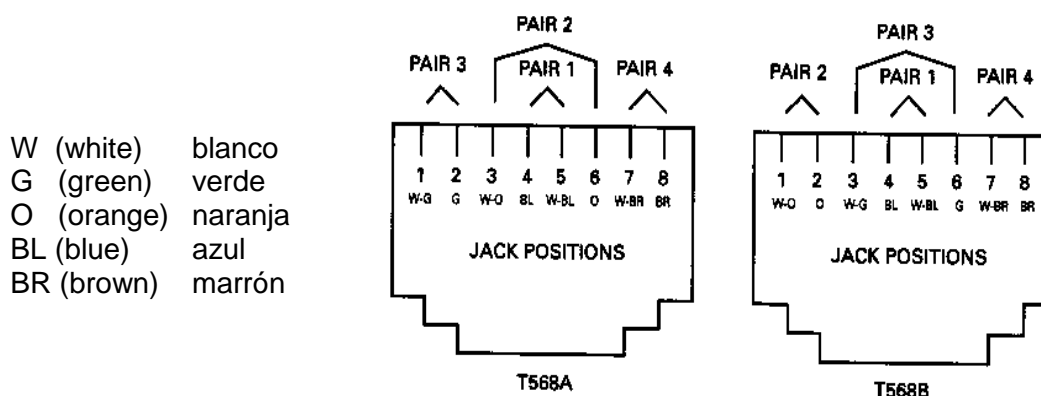 W (white) blanco
G (green) verde
O (orange) naranja
BL (blue) azul
BR (brown) marrón
PAIR 2
PAIR 3 PAIR 1 PAIR 4
1 2 3 4 5 6 7 8
W-G G W-O BL W-BL O W-BR BR
JACK POSITIONS
T568A
PAIR 3
PAIR 2 PAIR 1 PAIR 4
1 2 3 4 5 6 7 8
W-O O W-G BL W-BL G W-BR BR
JACK POSITIONS
T568B